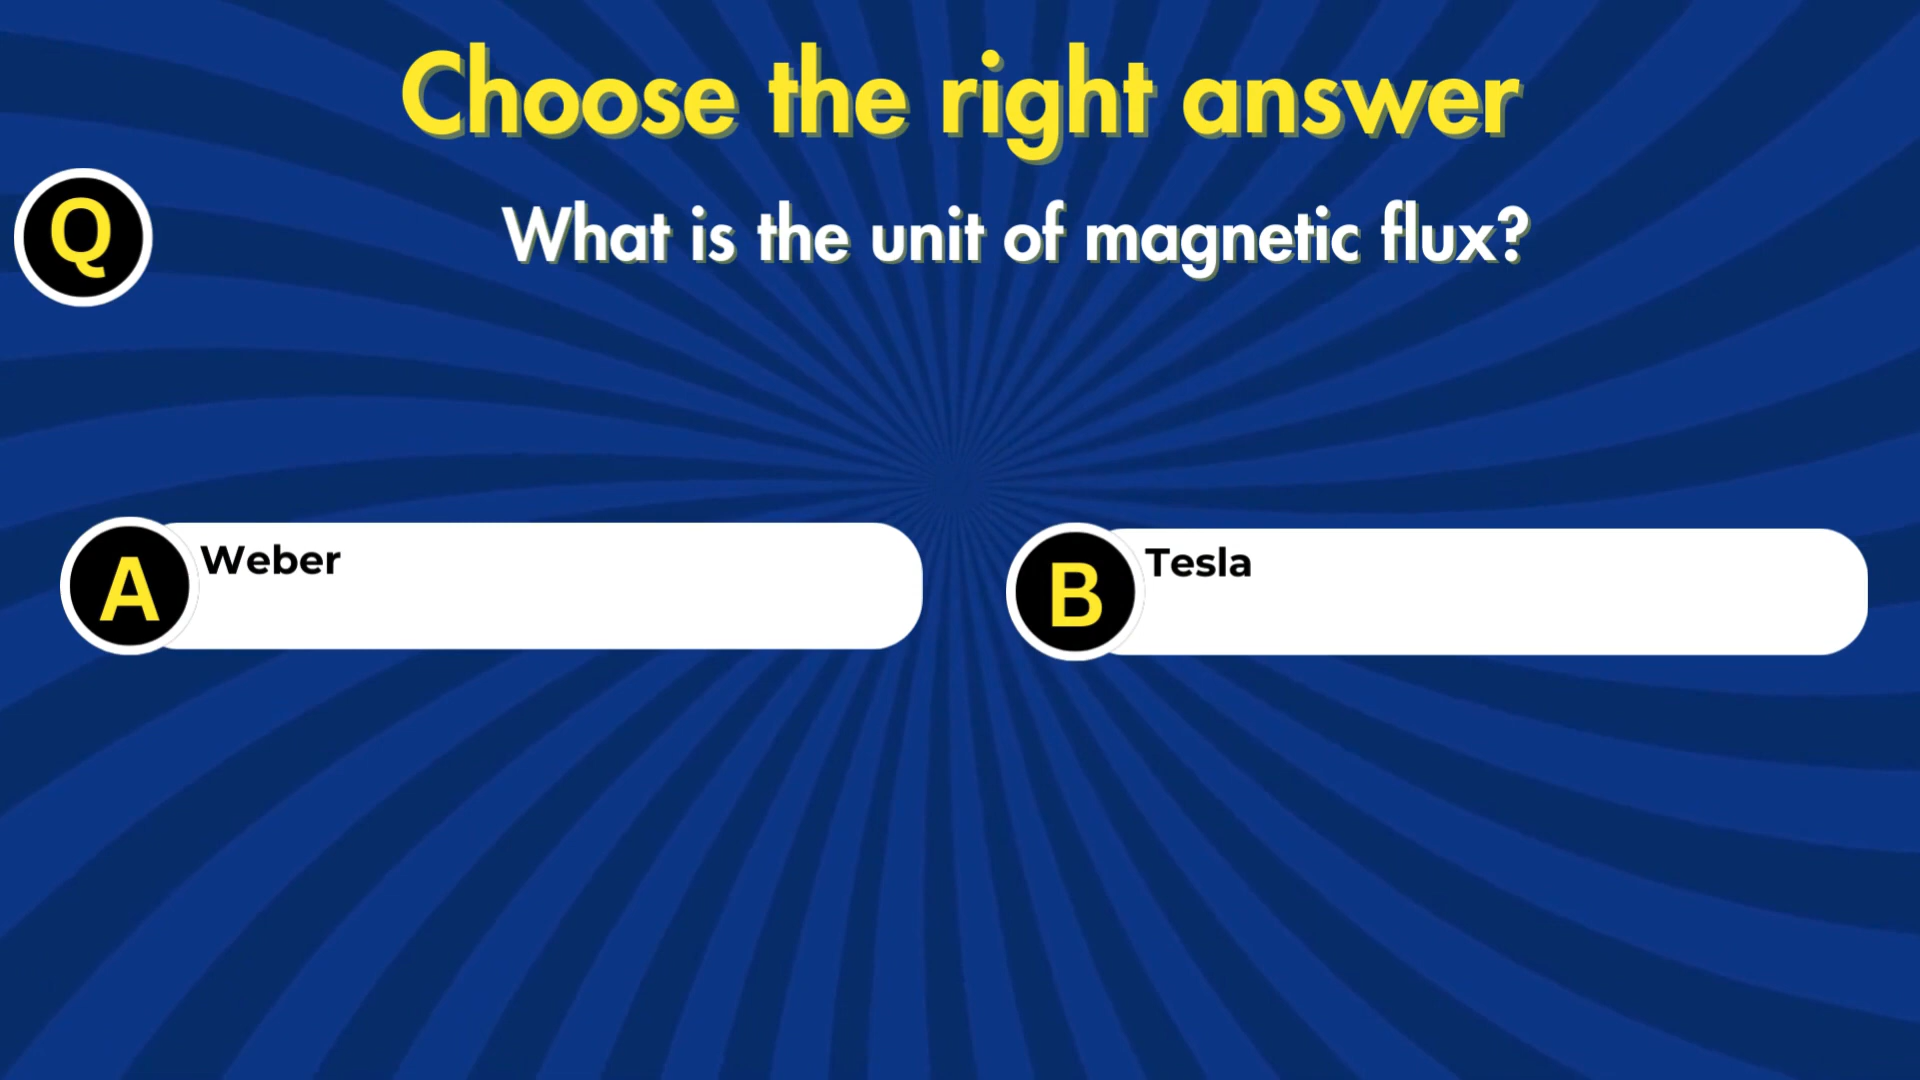 Choose the right answer
Q
What is the unit of magnetic flux?
A
Weber
B
Tesla